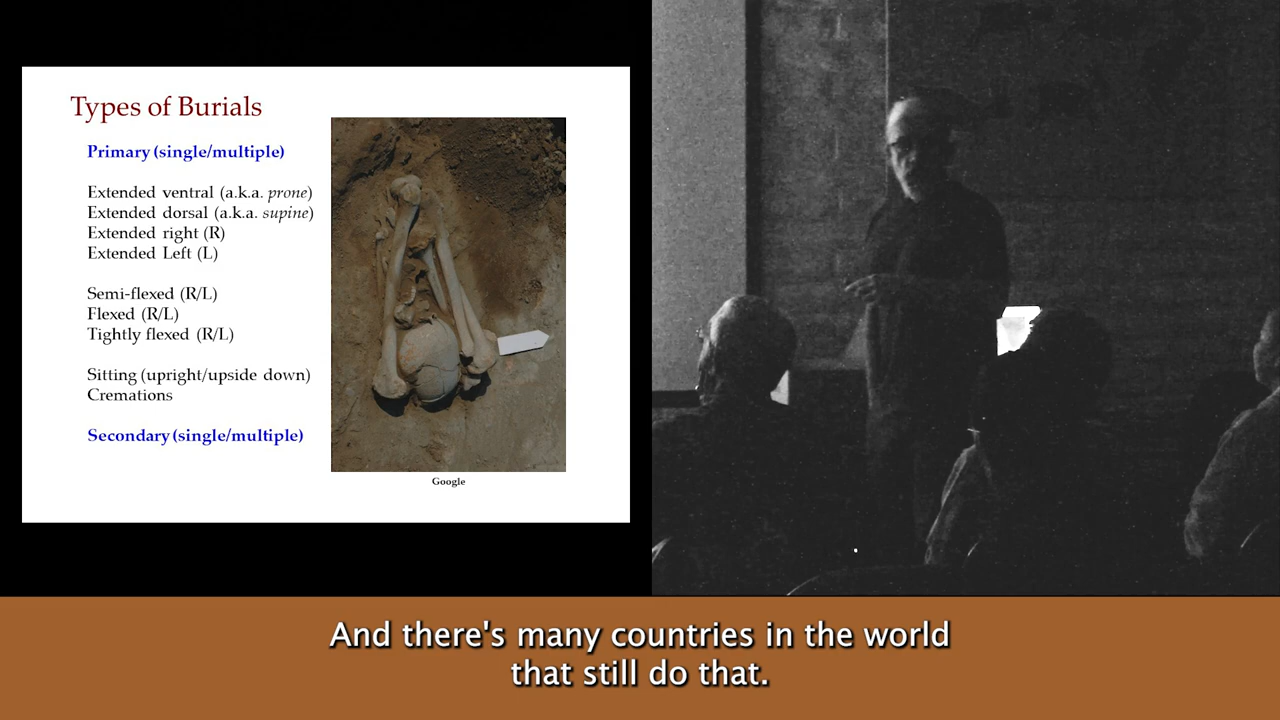 Types of Burials
Primary (single/multiple)
Extended ventral (a.k.a. prone)
Extended dorsal (a.k.a. supine)
Extended right (R)
Extended Left (L)
Semi-flexed (R/L)
Flexed (R/L)
Tightly flexed (R/L)
Sitting (upright/upside down)
Cremations
Secondary (single/multiple)
Google
And there's many countries in the world
that still do that.